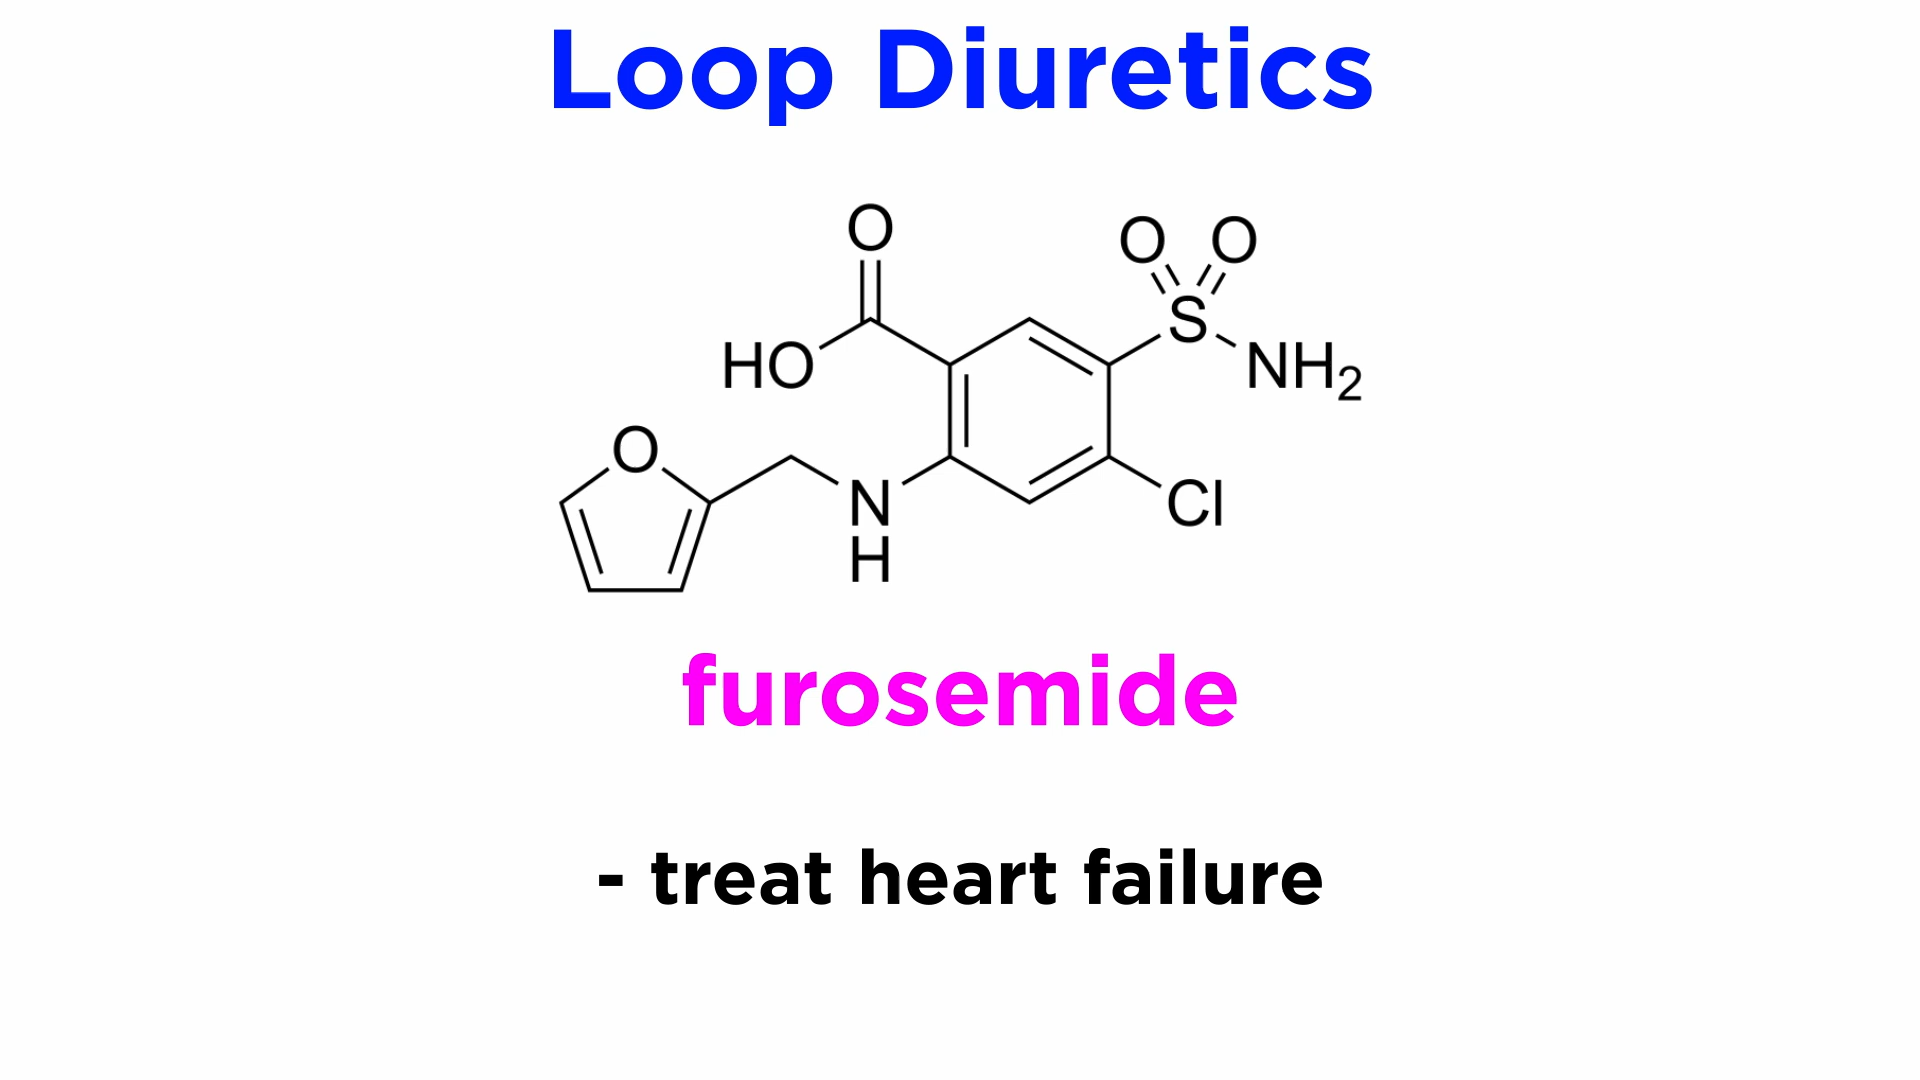 Loop Diuretics
O
O O
S
HO
NH2
O
N
H
Cl
furosemide
- treat heart failure